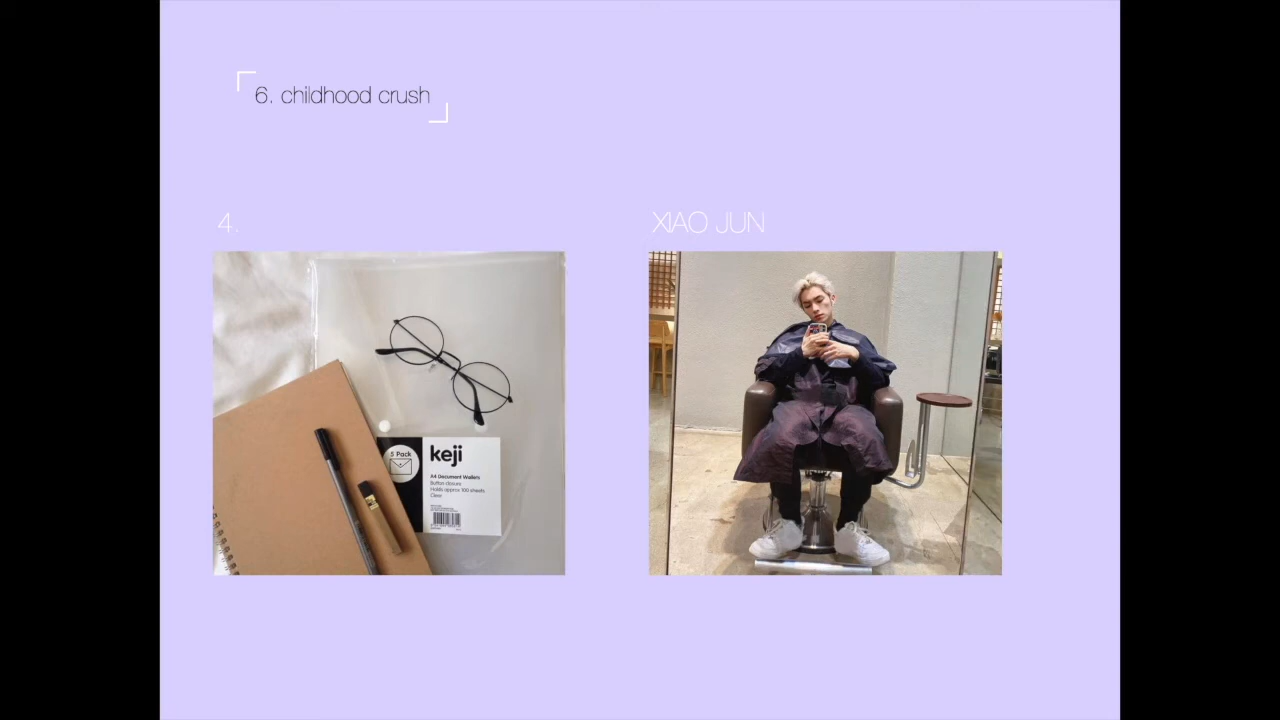 6. childhood crush
4.
XIAO JUN
5 Pack
keji
A4 Document Wallets
Button closure
Holds approx 100 sheets
Clear